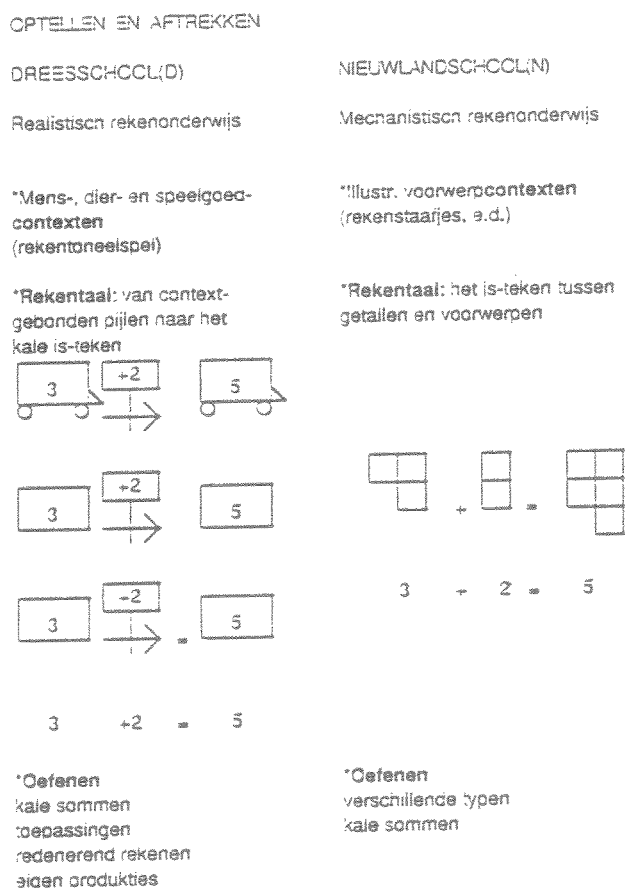 OPTELLEN EN AFTREKKEN
DREESSCHOOL(D)
Realistisch rekenonderwijs
*Mens-, dier- en speelgoed-
contexten
(rekentoneelspel)
*Rekentaal: van context-
gebonden pijlen naar het
kale is-teken
3 +2 5
3 +2 5
3 +2 = 5
3 +2 = 5
*Oefenen
kale sommen
toepassingen
redenerend rekenen
eigen produkties
NIEUWLANDSCHOOL(N)
Mechanistisch rekenonderwijs
*Illustr. voorwerpcontexten
(rekenstaafjes, e.d.)
*Rekentaal: het is-teken tussen
getallen en voorwerpen
+ =
3 + 2 = 5
*Oefenen
verschillende typen
kale sommen